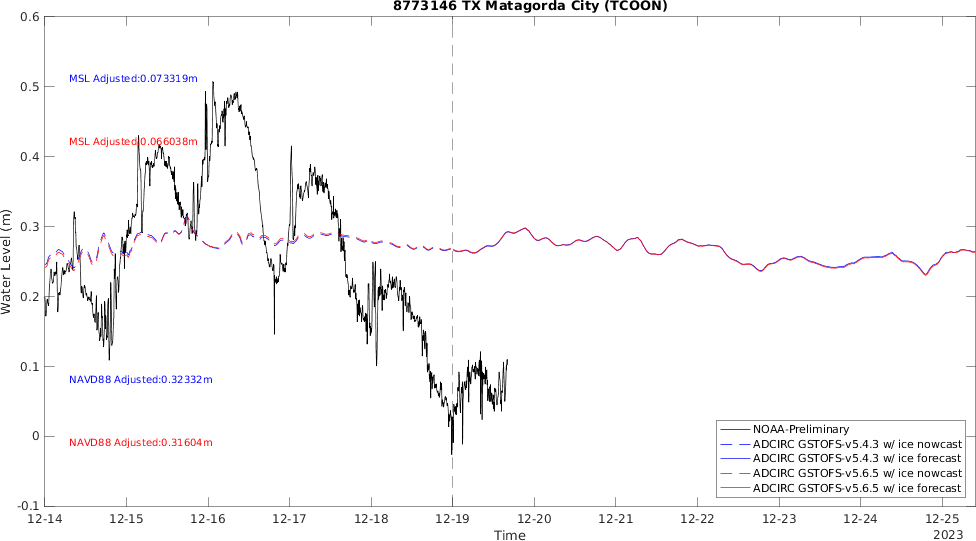 8773146 TX Matagorda City (TCOON)
0.6
0.5
0.4
0.3
0.2
0.1
0
-0.1
Water Level (m)
MSL Adjusted:0.073319m
MSL Adjusted:0.066038m
NAVD88 Adjusted:0.32332m
NAVD88 Adjusted:0.31604m
NOAA-Preliminary
ADCIRC GSTOFS-v5.4.3 w/ ice nowcast
ADCIRC GSTOFS-v5.4.3 w/ ice forecast
ADCIRC GSTOFS-v5.6.5 w/ ice nowcast
ADCIRC GSTOFS-v5.6.5 w/ ice forecast
12-14 12-15 12-16 12-17 12-18 12-19 12-20 12-21 12-22 12-23 12-24 12-25
Time
2023